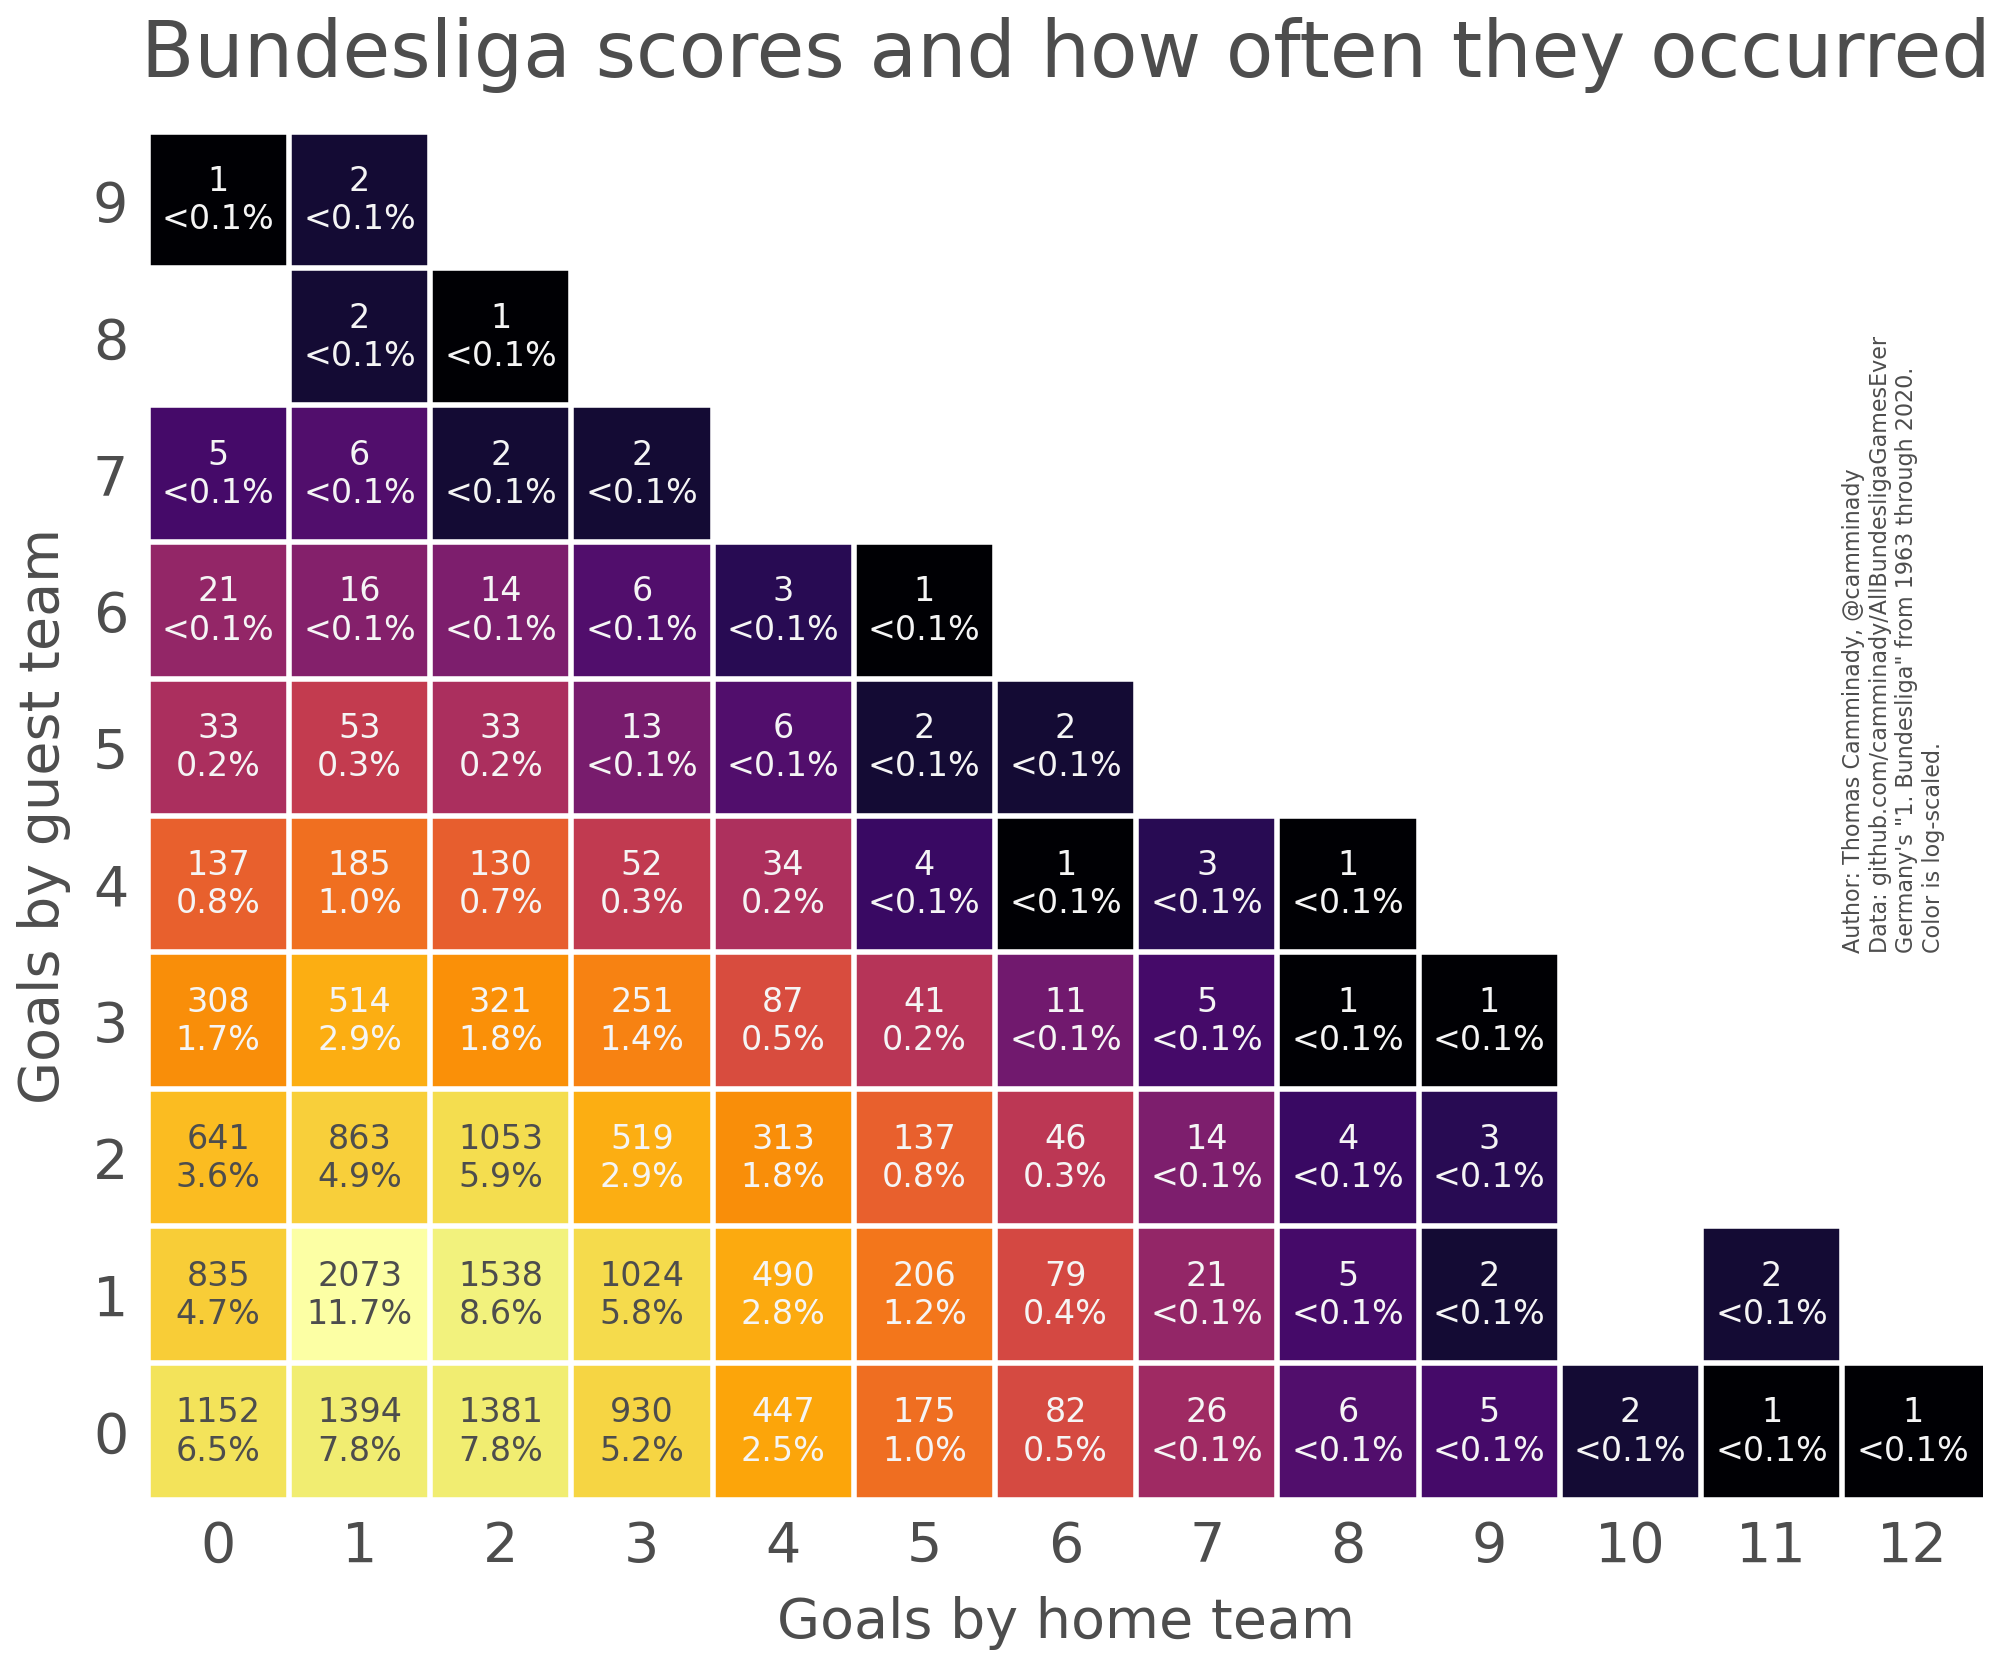 Bundesliga scores and how often they occurred
Goals by guest team
9
1 2
<0.1% <0.1%
8
2 1
<0.1% <0.1%
7
5 6 2 2
<0.1% <0.1% <0.1% <0.1%
6
21 16 14 6 3 1
<0.1% <0.1% <0.1% <0.1% <0.1% <0.1%
5
33 53 33 13 6 2 2
0.2% 0.3% 0.2% <0.1% <0.1% <0.1% <0.1%
4
137 185 130 52 34 4 1 3 1
0.8% 1.0% 0.7% 0.3% 0.2% <0.1% <0.1% <0.1% <0.1%
3
308 514 321 251 87 41 11 5 1 1
1.7% 2.9% 1.8% 1.4% 0.5% 0.2% <0.1% <0.1% <0.1% <0.1%
2
641 863 1053 519 313 137 46 14 4 3
3.6% 4.9% 5.9% 2.9% 1.8% 0.8% 0.3% <0.1% <0.1% <0.1%
1
835 2073 1538 1024 490 206 79 21 5 2 2
4.7% 11.7% 8.6% 5.8% 2.8% 1.2% 0.4% <0.1% <0.1% <0.1% <0.1%
0
1152 1394 1381 930 447 175 82 26 6 5 2 1 1
6.5% 7.8% 7.8% 5.2% 2.5% 1.0% 0.5% <0.1% <0.1% <0.1% <0.1% <0.1% <0.1%
0 1 2 3 4 5 6 7 8 9 10 11 12
Goals by home team
Author: Thomas Camminady, @camminady
Data: github.com/camminady/AllBundesligaGamesEver
Germany's "1. Bundesliga" from 1963 through 2020.
Color is log-scaled.